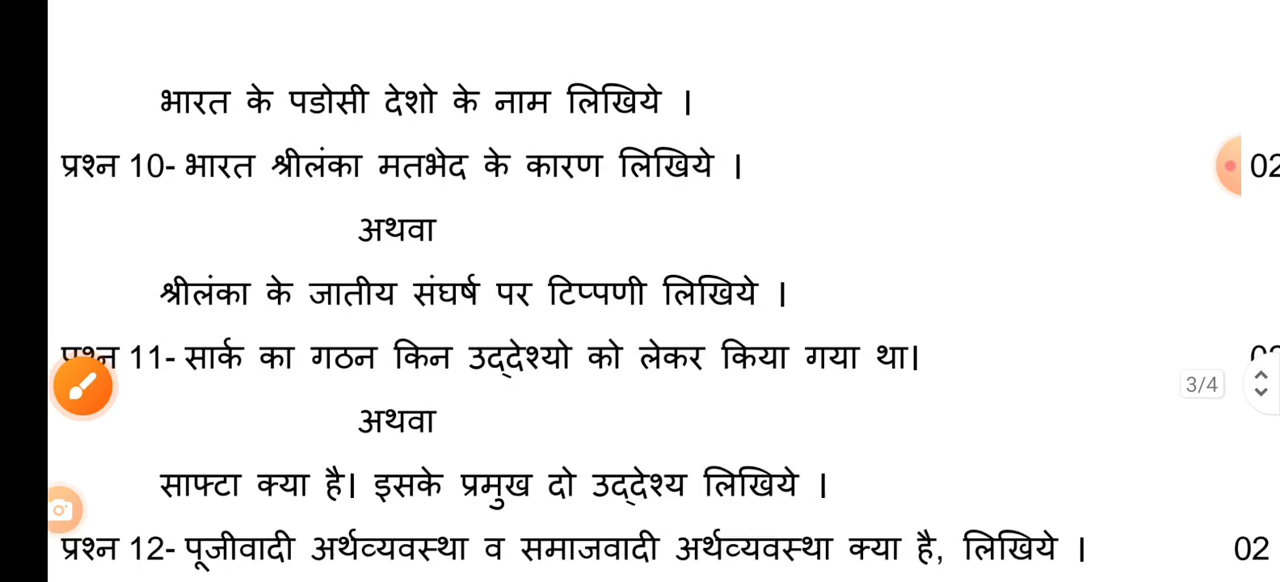 भारत के पडोसी देशो के नाम लिखिये ।
प्रश्न 10- भारत श्रीलंका मतभेद के कारण लिखिये । 02
अथवा
श्रीलंका के जातीय संघर्ष पर टिप्पणी लिखिये ।
प्रश्न 11- सार्क का गठन किन उद्देश्यो को लेकर किया गया था।
3/4
अथवा
साफ्टा क्या है। इसके प्रमुख दो उद्देश्य लिखिये ।
प्रश्न 12- पूजीवादी अर्थव्यवस्था व समाजवादी अर्थव्यवस्था क्या है, लिखिये । 02